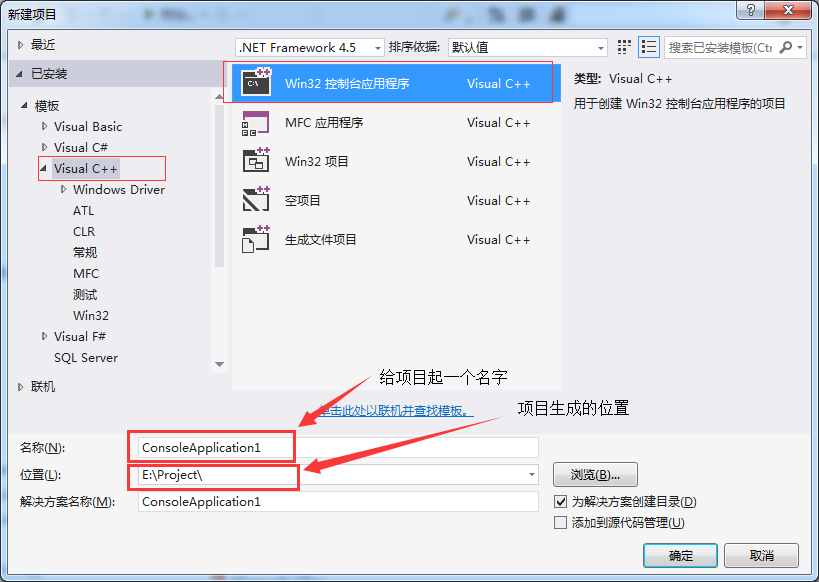 新建项目
最近
.NET Framework 4.5 排序依据: 默认值 搜索已安装模板(Ctr
已安装
模板
Visual Basic
Visual C#
Visual C++
Windows Driver
ATL
CLR
常规
MFC
测试
Win32
Visual F#
SQL Server
联机
Win32 控制台应用程序 Visual C++
MFC 应用程序 Visual C++
Win32 项目 Visual C++
空项目 Visual C++
生成文件项目 Visual C++
类型: Visual C++
用于创建 Win32 控制台应用程序的项目
给项目起一个名字
单击此处以联机并查找模板。
项目生成的位置
名称(N): ConsoleApplication1
位置(L): E:\Project\ 浏览(B)...
解决方案名称(M): ConsoleApplication1
为解决方案创建目录(D)
添加到源代码管理(U)
确定 取消